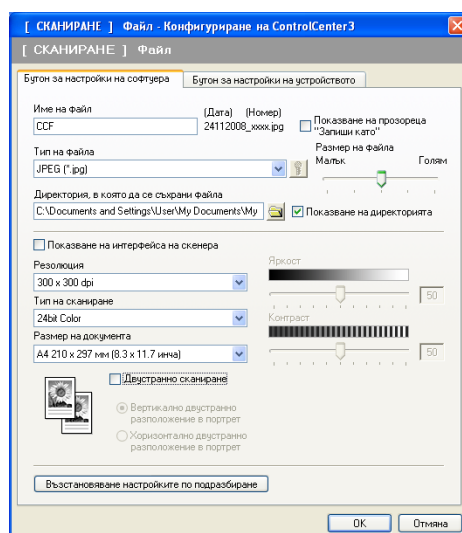 [ СКАНИРАНЕ ] Файл - Конфигуриране на ControlCenter3
[ СКАНИРАНЕ ] Файл
Бутон за настройки на софтуера
Бутон за настройки на устройството
Име на файл
(Дата) (Номер)
CCF
24112008_xxxx.jpg
Показване на прозореца
"Запиши като"
Тип на файла
Размер на файла
JPEG (*.jpg)
Малък
Голям
Директория, в която да се съхрани файла
C:\Documents and Settings\User\My Documents\My
Показване на директорията
Показване на интерфейса на скенера
Резолюция
Яркост
300 x 300 dpi
50
Тип на сканиране
24bit Color
Контраст
Размер на документа
A4 210 x 297 мм (8.3 x 11.7 инча)
50
Двустранно сканиране
Вертикално двустранно
разположение в портрет
Хоризонтално двустранно
разположение в портрет
Възстановяване настройките по подразбиране
OK
Отмяна